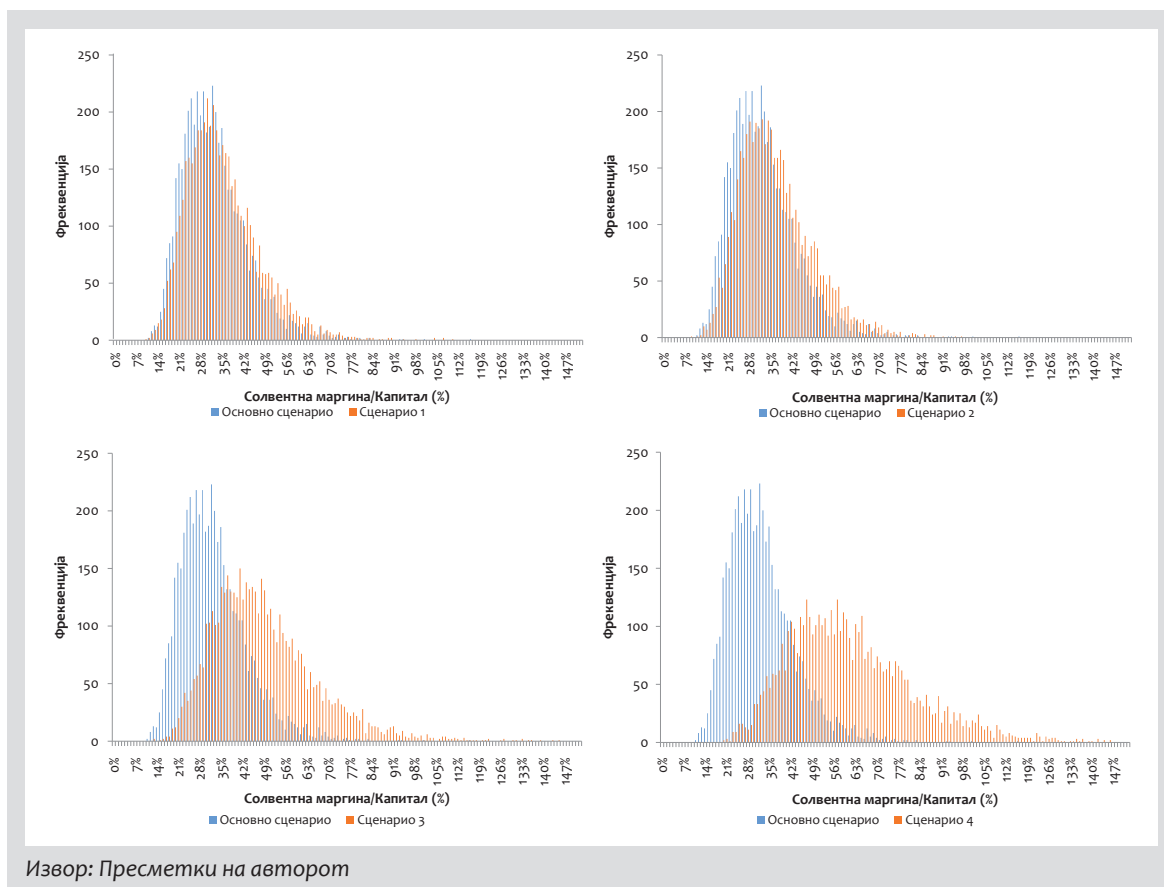 250
200
150
100
50
0
Фреквенција
0% 7% 14% 21% 28% 35% 42% 49% 56% 63% 70% 77% 84% 91% 98% 105% 112% 119% 126% 133% 140% 147%
Солвентна маргина/Капитал (%)
Основно сценарио Сценарио 1
250
200
150
100
50
0
Фреквенција
0% 7% 14% 21% 28% 35% 42% 49% 56% 63% 70% 77% 84% 91% 98% 105% 112% 119% 126% 133% 140% 147%
Солвентна маргина/Капитал (%)
Основно сценарио Сценарио 2
250
200
150
100
50
0
Фреквенција
0% 7% 14% 21% 28% 35% 42% 49% 56% 63% 70% 77% 84% 91% 98% 105% 112% 119% 126% 133% 140% 147%
Солвентна маргина/Капитал (%)
Основно сценарио Сценарио 3
250
200
150
100
50
0
Фреквенција
0% 7% 14% 21% 28% 35% 42% 49% 56% 63% 70% 77% 84% 91% 98% 105% 112% 119% 126% 133% 140% 147%
Солвентна маргина/Капитал (%)
Основно сценарио Сценарио 4
Извор: Пресметки на авторот